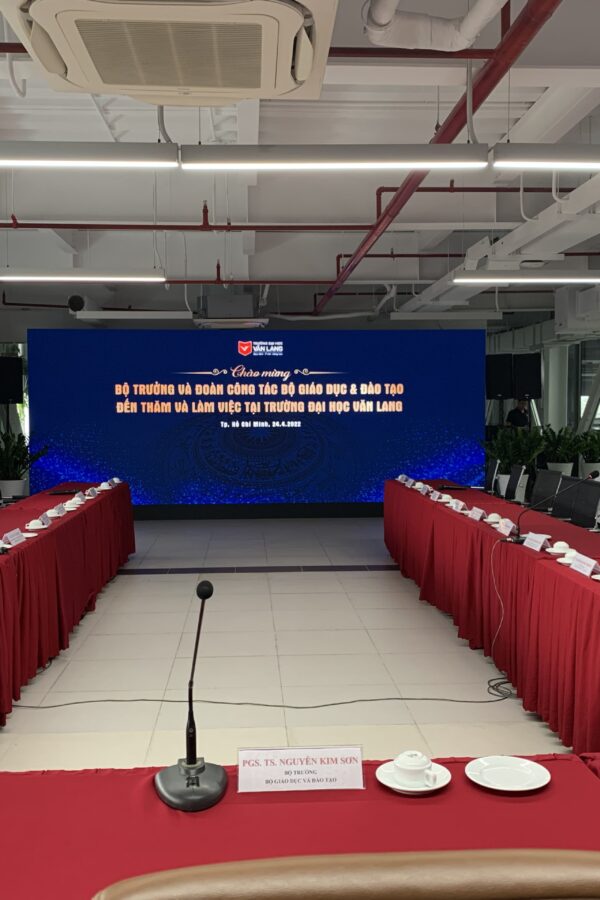 TRƯỜNG ĐẠI HỌC
VĂN LANG
Chào mừng
BỘ TRƯỞNG VÀ ĐOÀN CÔNG TÁC BỘ GIÁO DỤC & ĐÀO TẠO
ĐẾN THĂM VÀ LÀM VIỆC TẠI TRƯỜNG ĐẠI HỌC VĂN LANG
Tp. Hồ Chí Minh, 24.4.2022
PGS. TS. NGUYỄN KIM SƠN
BỘ TRƯỞNG
BỘ GIÁO DỤC VÀ ĐÀO TẠO